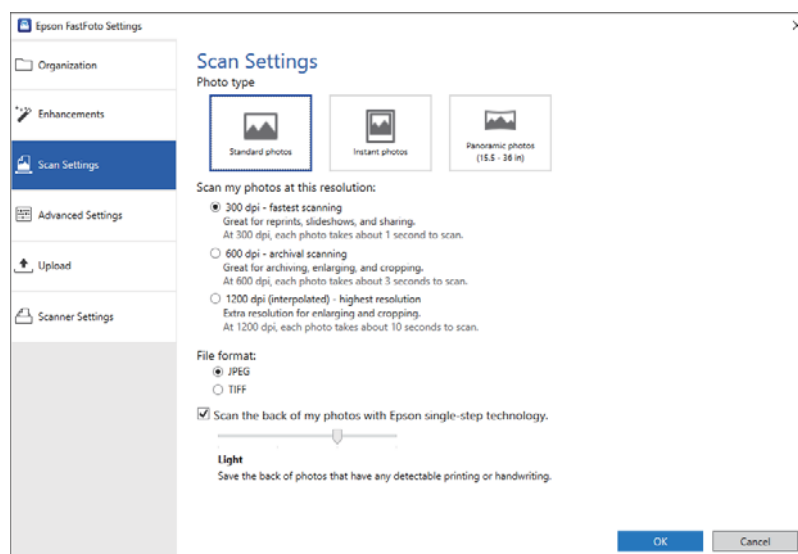 Epson FastFoto Settings
Organization
Enhancements
Scan Settings
Advanced Settings
Upload
Scanner Settings
Scan Settings
Photo type
Standard photos
Instant photos
Panoramic photos
(15.5 - 36 in)
Scan my photos at this resolution:
300 dpi - fastest scanning
Great for reprints, slideshows, and sharing.
At 300 dpi, each photo takes about 1 second to scan.
600 dpi - archival scanning
Great for archiving, enlarging, and cropping.
At 600 dpi, each photo takes about 3 seconds to scan.
1200 dpi (interpolated) - highest resolution
Extra resolution for enlarging and cropping.
At 1200 dpi, each photo takes about 10 seconds to scan.
File format:
JPEG
TIFF
Scan the back of my photos with Epson single-step technology.
Light
Save the back of photos that have any detectable printing or handwriting.
OK
Cancel